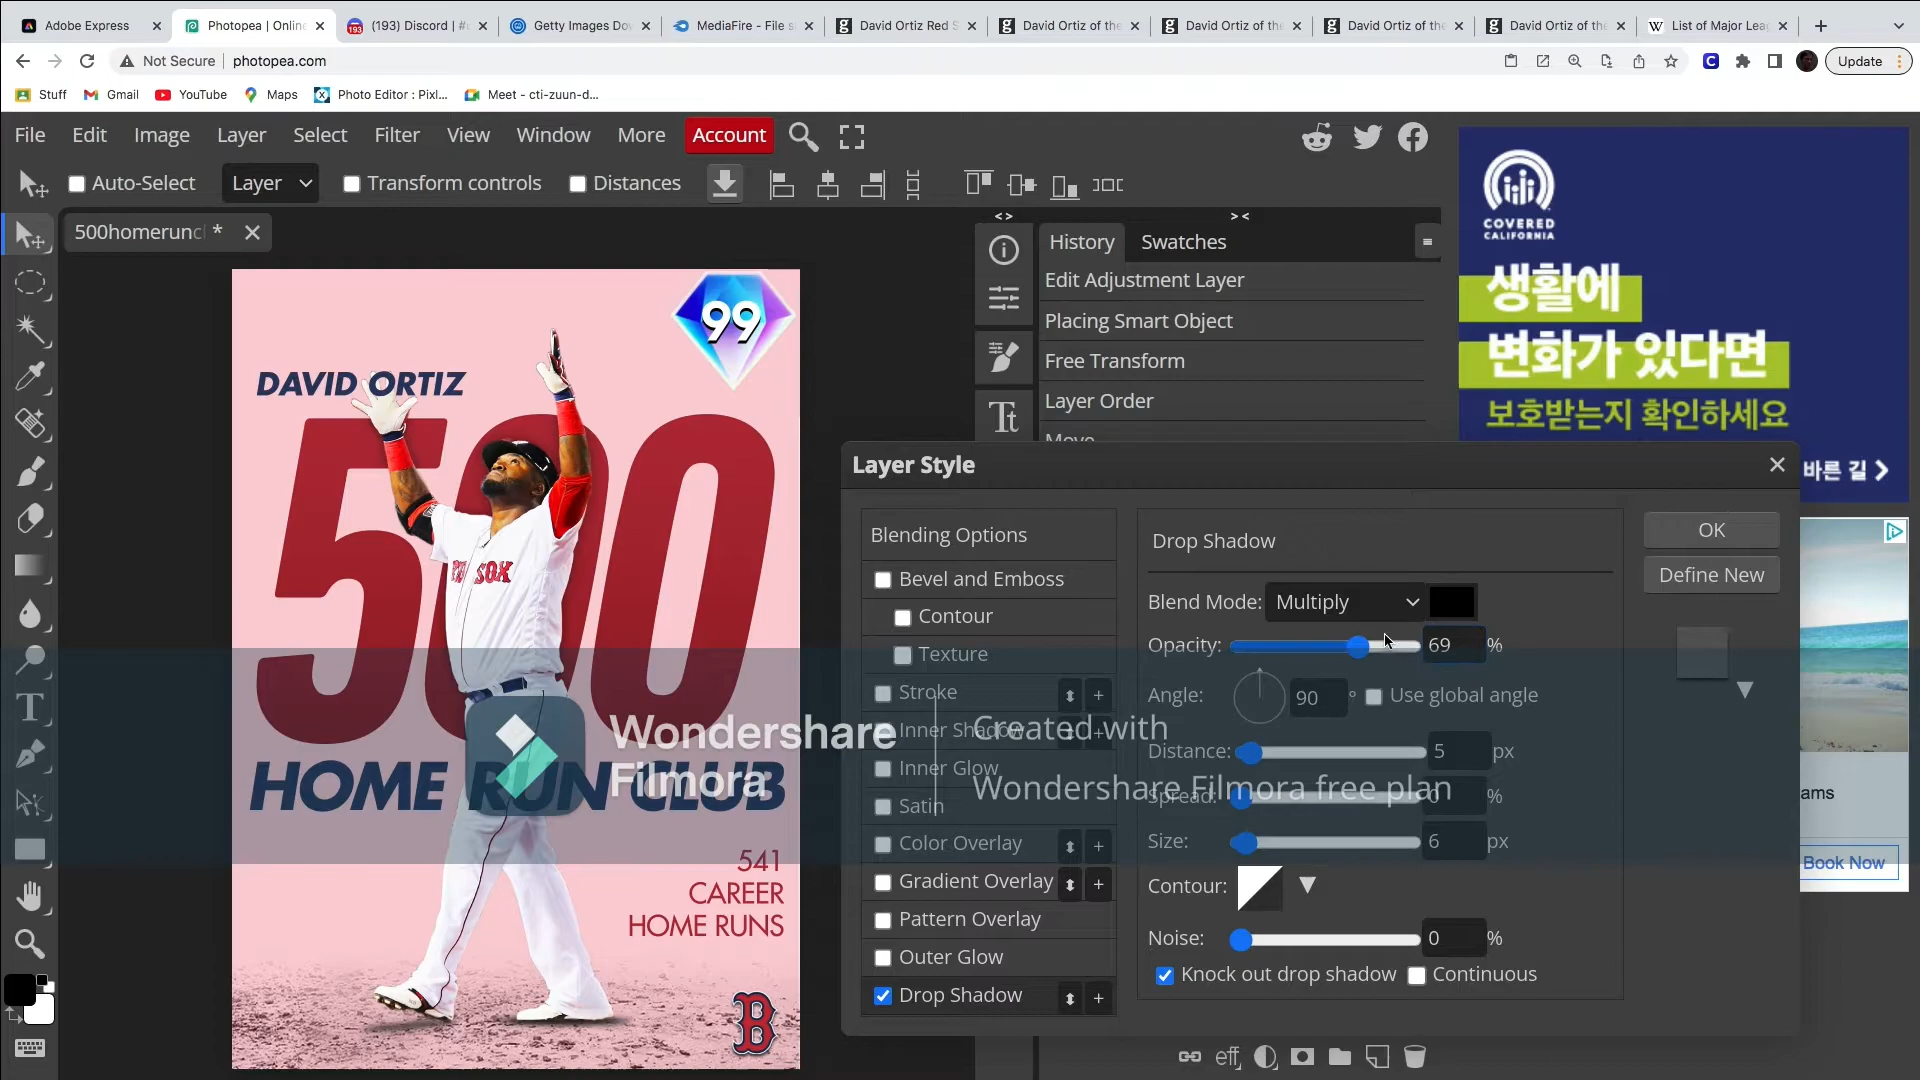 Adobe Express
Photopea | Online
(193) Discord | #
Getty Images Dow
MediaFire - File s
David Ortiz Red S
David Ortiz of the
David Ortiz of the
David Ortiz of the
David Ortiz of the
List of Major Lea
Not Secure
photopea.com
Update
Stuff
Gmail
YouTube
Maps
Photo Editor : Pixl...
Meet - cti-zuun-d...
File
Edit
Image
Layer
Select
Filter
View
Window
More
Account
Auto-Select
Layer
Transform controls
Distances
500homerunc *
< >
> <
History
Swatches
Edit Adjustment Layer
Placing Smart Object
Free Transform
Layer Order
Move
99
DAVID ORTIZ
500
RED SOX
HOME RUN CLUB
541
CAREER
HOME RUNS
B
COVERED
CALIFORNIA
생활에
변화가 있다면
보호받는지 확인하세요
바른 길
Layer Style
Blending Options
Bevel and Emboss
Contour
Texture
Stroke
Inner Shadow
Inner Glow
Satin
Color Overlay
Gradient Overlay
Pattern Overlay
Outer Glow
Drop Shadow
Drop Shadow
Blend Mode: Multiply
Opacity: 69 %
Angle: 90 ° Use global angle
Distance: 5 px
Spread: 0 %
Size: 6 px
Contour:
Noise: 0 %
Knock out drop shadow
Continuous
OK
Define New
ams
Book Now
Wondershare
Filmora
Created with
Wondershare Filmora free plan
eff